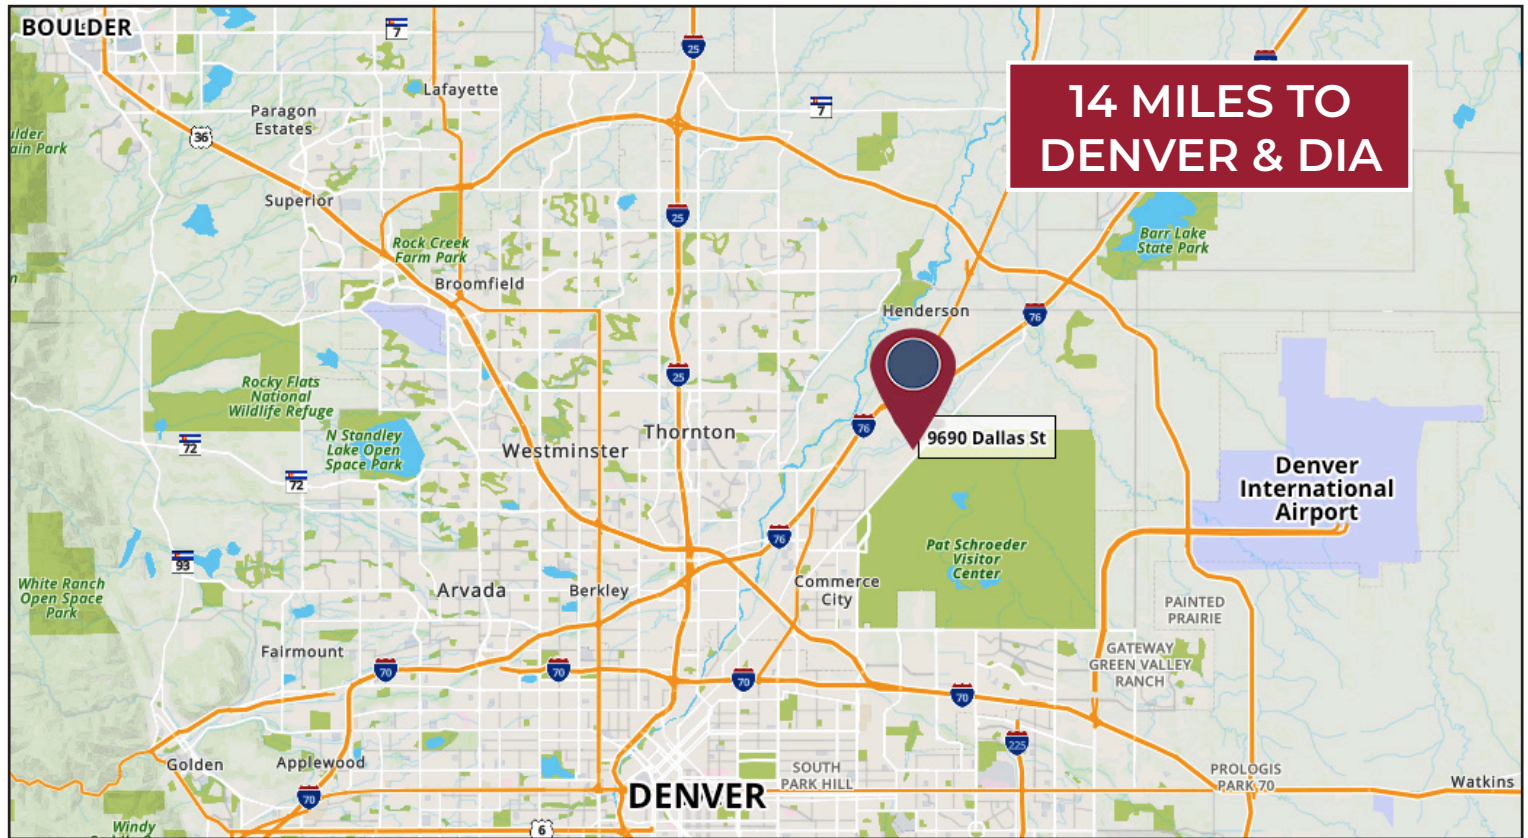 BOULDER
7
25
14 MILES TO
DENVER & DIA
Lafayette
7
Paragon
Estates
36
Superior
25
Rock Creek
Farm Park
Barr Lake
State Park
Broomfield
Henderson
76
Rocky Flats
National
Wildlife Refuge
25
N Standley
Lake Open
Space Park
72
72
Westminster
Thornton
76
9690 Dallas St
Denver
International
Airport
76
93
Pat Schroeder
Visitor
Center
White Ranch
Open Space
Park
Arvada
Berkley
Commerce
City
PAINTED
PRAIRIE
Fairmount
GATEWAY
GREEN VALLEY
RANCH
70
70
70
70
225
Golden
Applewood
SOUTH
PARK HILL
PROLOGIS
PARK 70
Watkins
70
DENVER
6
Windy